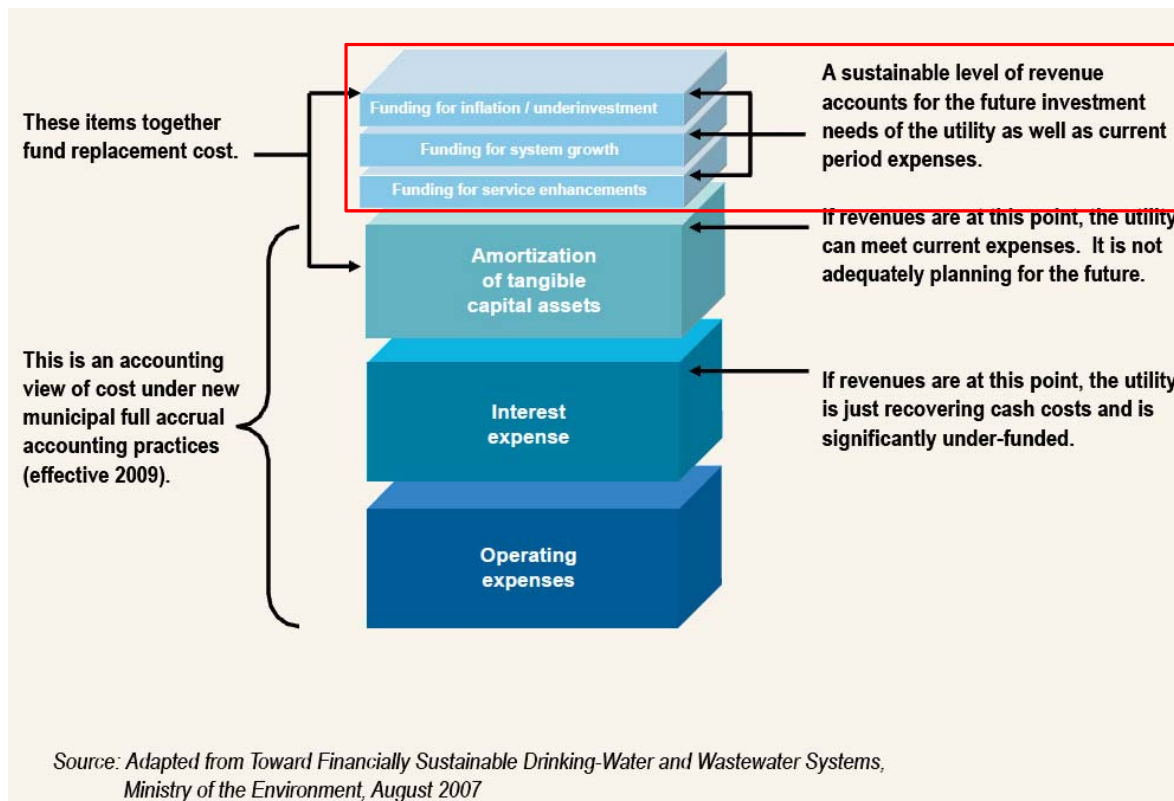 These items together
fund replacement cost.
Funding for inflation / underinvestment
Funding for system growth
Funding for service enhancements
A sustainable level of revenue
accounts for the future investment
needs of the utility as well as current
period expenses.
If revenues are at this point, the utility
can meet current expenses. It is not
adequately planning for the future.
Amortization
of tangible
capital assets
This is an accounting
view of cost under new
municipal full accrual
accounting practices
(effective 2009).
Interest
expense
If revenues are at this point, the utility
is just recovering cash costs and is
significantly under-funded.
Operating
expenses
Source: Adapted from Toward Financially Sustainable Drinking-Water and Wastewater Systems,
Ministry of the Environment, August 2007